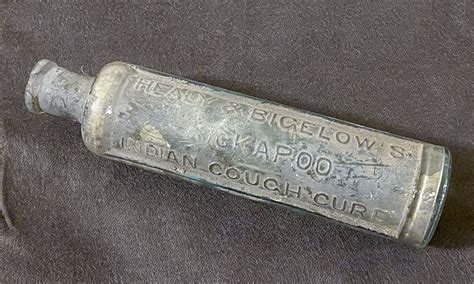 HEALY & BIGELOW'S
KICKAPOO
INDIAN COUGH CURE